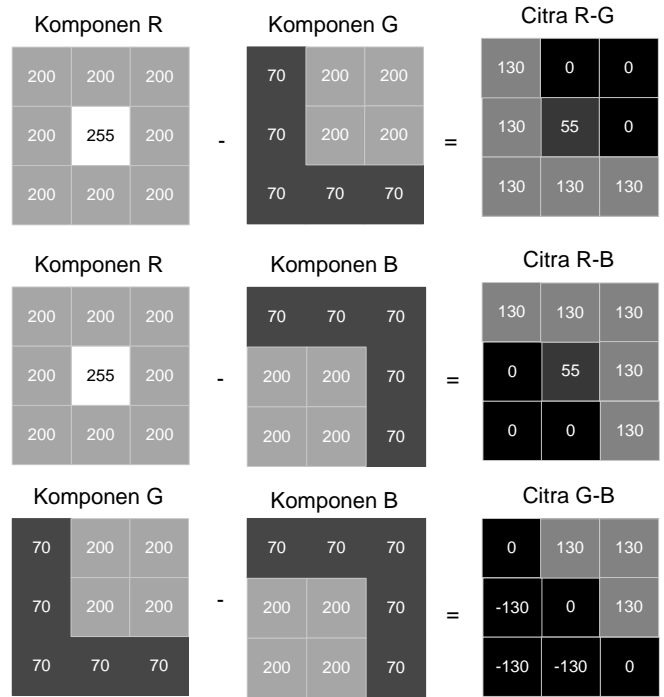 Komponen R Komponen G Citra R-G
200 200 200 70 200 200 130 0 0
200 255 200 - 70 200 200 = 130 55 0
200 200 200 70 70 70 130 130 130
Komponen R Komponen B Citra R-B
200 200 200 70 70 70 130 130 130
200 255 200 - 200 200 70 = 0 55 130
200 200 200 200 200 70 0 0 130
Komponen G Komponen B Citra G-B
70 200 200 70 70 70 0 130 130
70 200 200 - 200 200 70 = -130 0 130
70 70 70 200 200 70 -130 -130 0